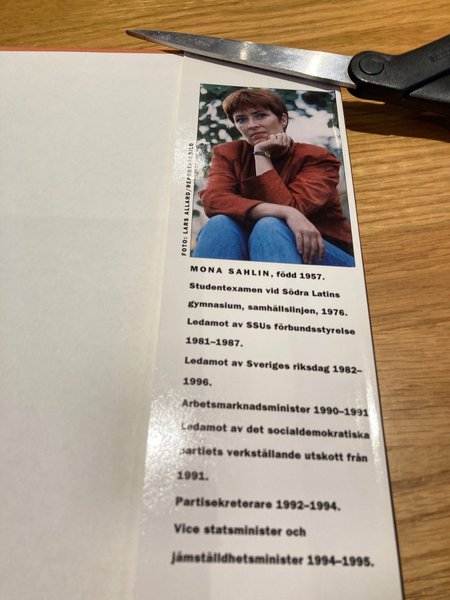 FOTO: LARS ALLARD/REPORTAGEBILD
MONA SAHLIN, född 1957.
Studentexamen vid Södra Latins
gymnasium, samhällslinjen, 1976.
Ledamot av SSUs förbundsstyrelse
1981–1987.
Ledamot av Sveriges riksdag 1982–
1996.
Arbetsmarknadsminister 1990–1991
Ledamot av det socialdemokratiska
partiets verkställande utskott från
1991.
Partisekreterare 1992–1994.
Vice statsminister och
jämställdhetsminister 1994–1995.